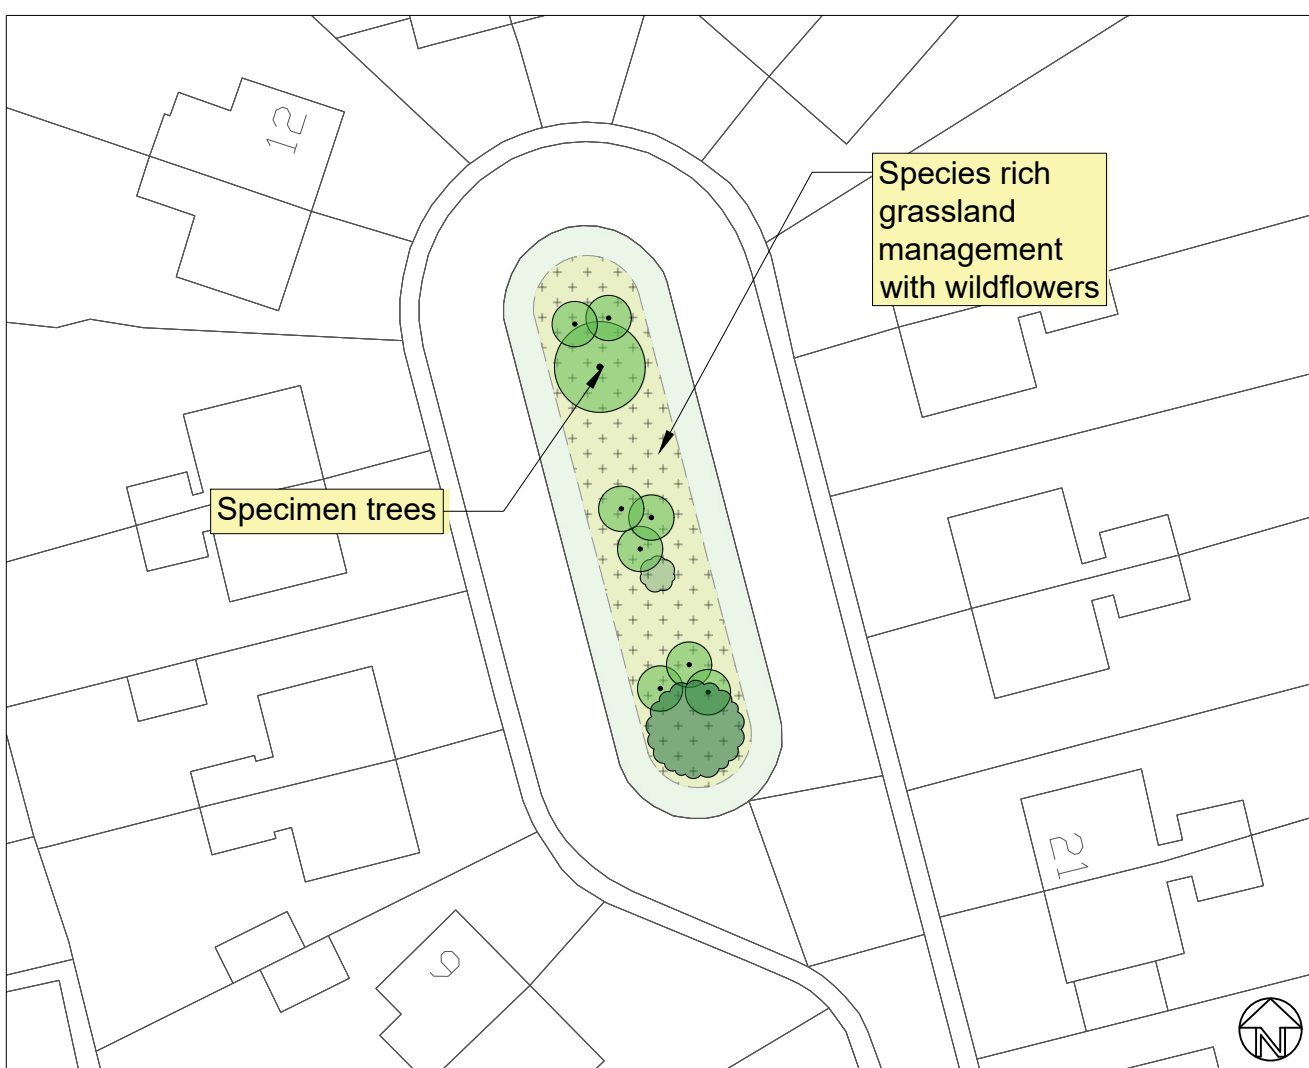 12
Species rich
grassland
management
with wildflowers
Specimen trees
21
9
N